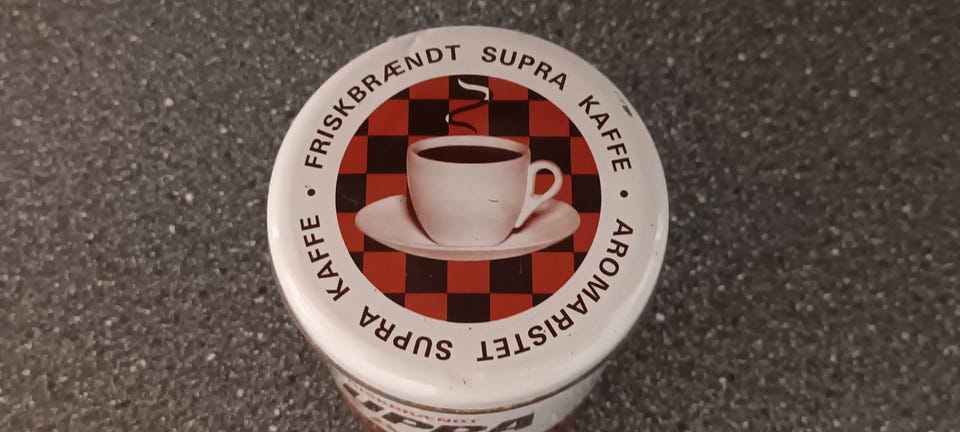 FRISKBRÆNDT SUPRA KAFFE • AROMARISTET SUPRA KAFFE •